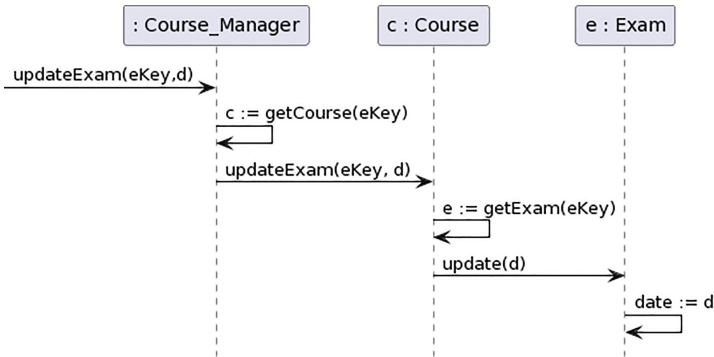 : Course_Manager
c : Course
e : Exam
updateExam(eKey,d)
c := getCourse(eKey)
updateExam(eKey, d)
e := getExam(eKey)
update(d)
date := d